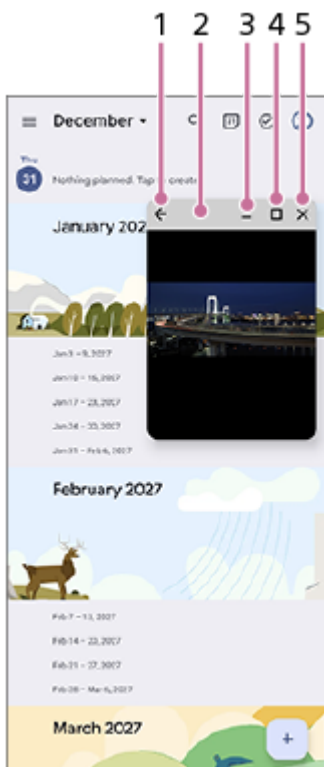 1 2 3 4 5
December
Thu
31 Nothing planned. Tap to create
January 202
Jan 3 – 9, 2027
Jan 10 – 16, 2027
Jan 17 – 23, 2027
Jan 24 – 30, 2027
Jan 31 – Feb 6, 2027
February 2027
Feb 7 – 13, 2027
Feb 14 – 20, 2027
Feb 21 – 27, 2027
Feb 28 – Mar 6, 2027
March 2027